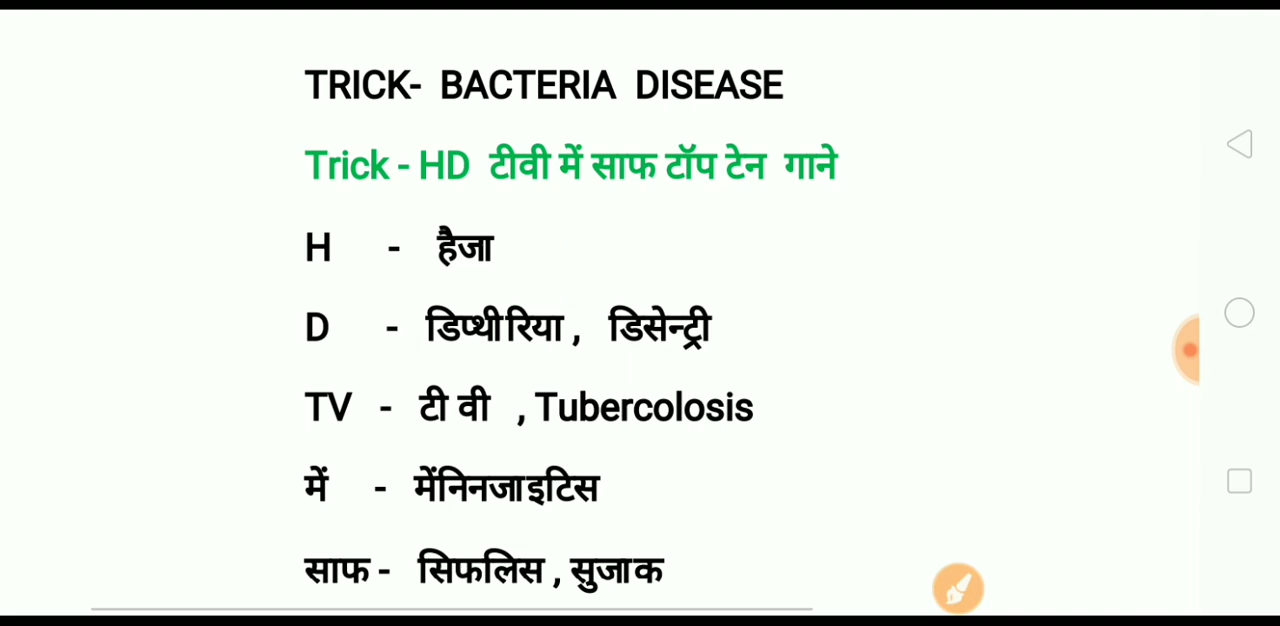 TRICK- BACTERIA DISEASE
Trick - HD टीवी में साफ टॉप टेन गाने
H - हैजा
D - डिप्थीरिया , डिसेन्ट्री
TV - टी वी , Tubercolosis
में - मेंनिनजाइटिस
साफ - सिफलिस , सुजाक